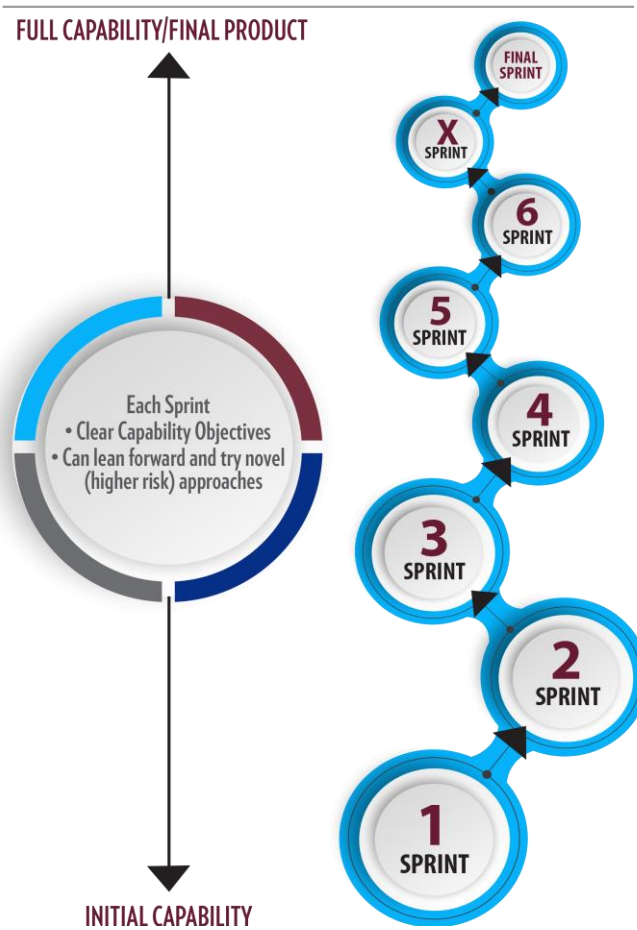 FULL CAPABILITY/FINAL PRODUCT
FINAL
SPRINT
X
SPRINT
6
SPRINT
5
SPRINT
Each Sprint
• Clear Capability Objectives
• Can lean forward and try novel
(higher risk) approaches
4
SPRINT
3
SPRINT
2
SPRINT
1
SPRINT
INITIAL CAPABILITY